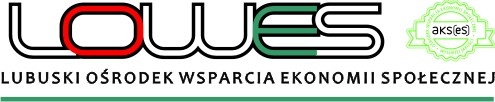 LOWES
aks(es)
LUBUSKI OŚRODEK WSPARCIA EKONOMII SPOŁECZNEJ